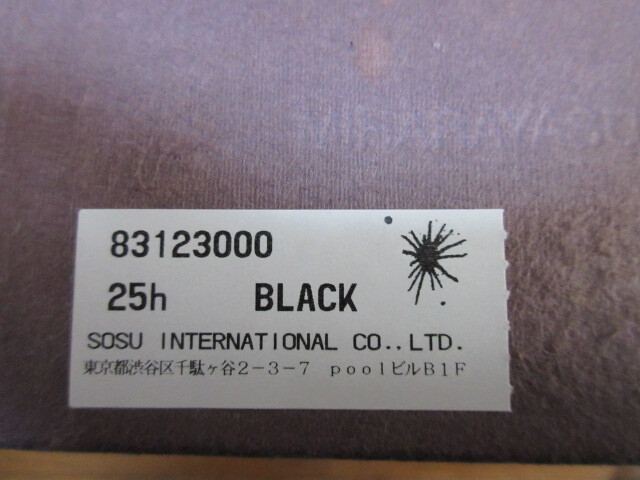 83123000
25h BLACK
SOSU INTERNATIONAL CO.,LTD.
東京都渋谷区千駄ヶ谷2-3-7 poolビルB1F